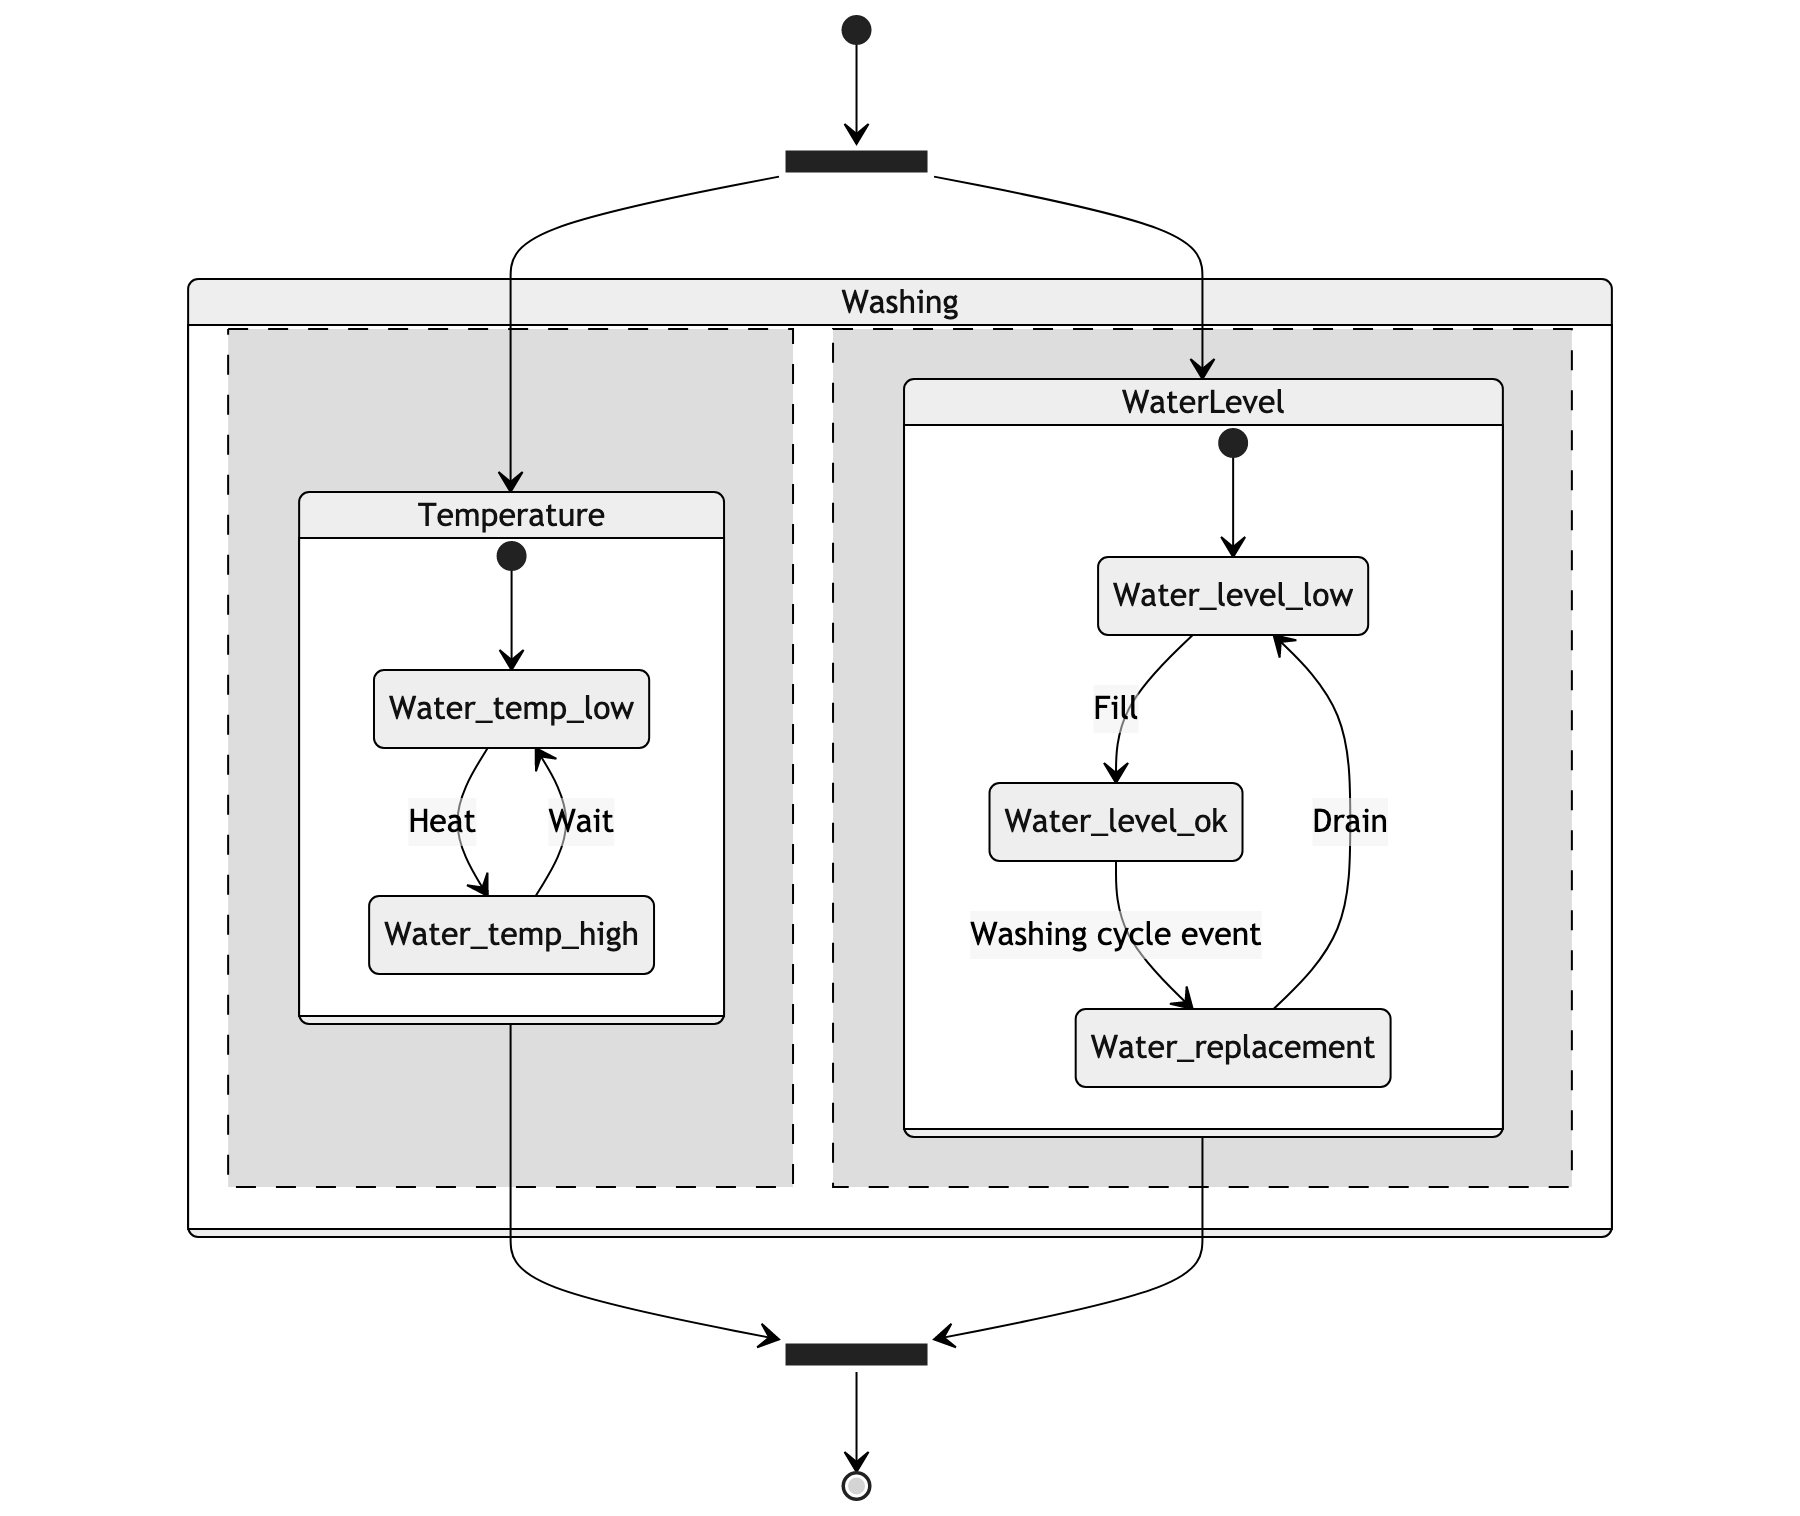 Washing
Temperature
Water_temp_low
Heat
Wait
Water_temp_high
WaterLevel
Water_level_low
Fill
Water_level_ok
Drain
Washing cycle event
Water_replacement